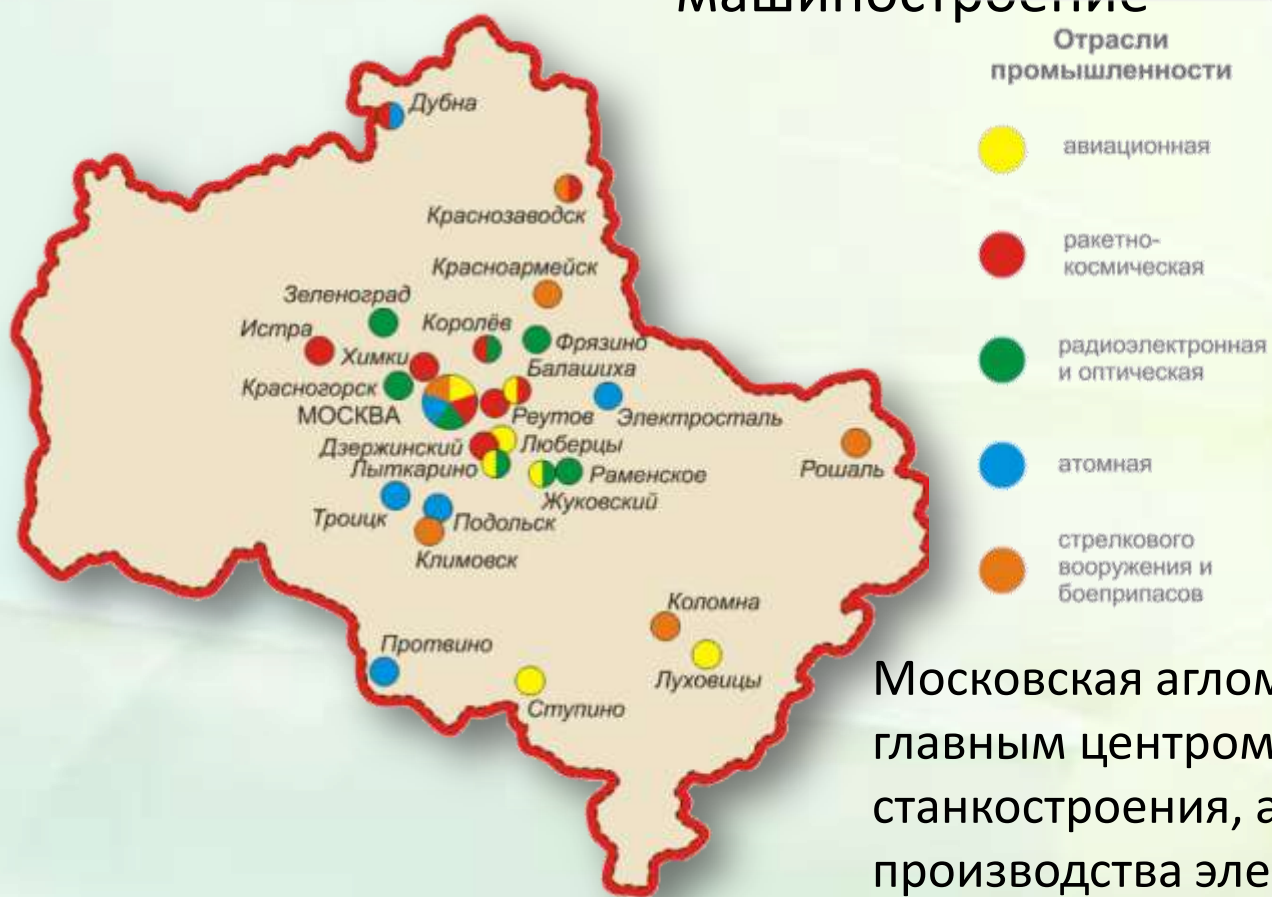 машиностроение
Отрасли
промышленности
авиационная
ракетно-
космическая
радиоэлектронная
и оптическая
атомная
стрелкового
вооружения и
боеприпасов
Дубна
Краснозаводск
Красноармейск
Зеленоград
Истра
Королёв
Фрязино
Химки
Балашиха
Красногорск
МОСКВА
Реутов
Электросталь
Дзержинский
Люберцы
Лыткарино
Раменское
Рошаль
Жуковский
Троицк
Подольск
Климовск
Коломна
Протвино
Луховицы
Ступино
Московская
главным центром
станкостроения,
производства